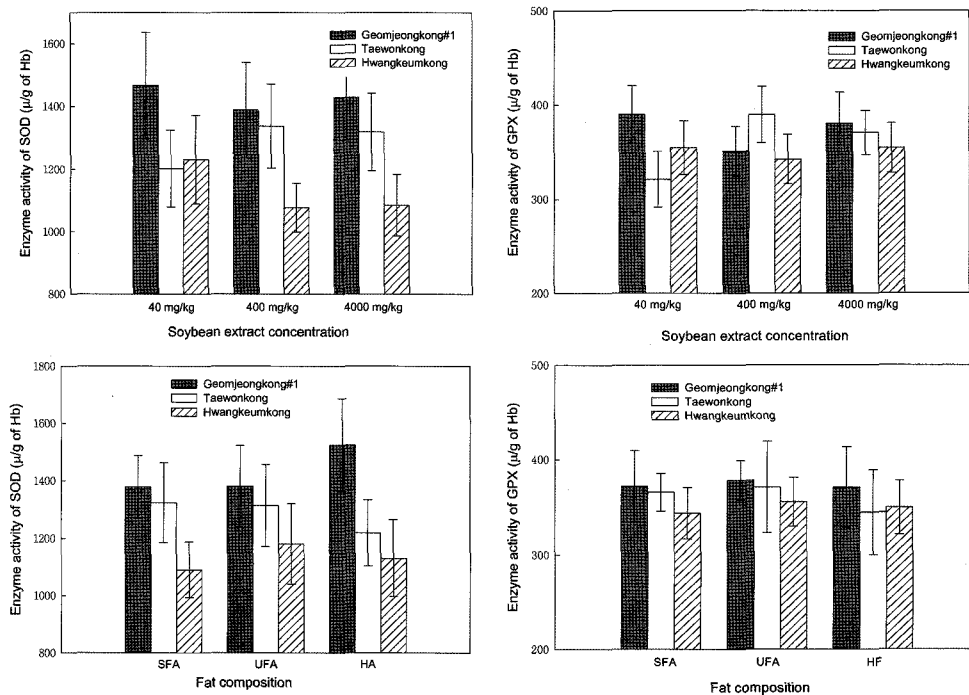 Enzyme activity of SOD (μ/g of Hb)
1600
1400
1200
1000
800
Geomjeongkong#1
Taewonkong
Hwangkeumkong
40 mg/kg 400 mg/kg 4000 mg/kg
Soybean extract concentration
Enzyme activity of GPX (μ/g of Hb)
500
400
300
200
Geomjeongkong#1
Taewonkong
Hwangkeumkong
40 mg/kg 400 mg/kg 4000 mg/kg
Soybean extract concentration
Enzyme activity of SOD (μ/g of Hb)
1800
1600
1400
1200
1000
800
Geomjeongkong#1
Taewonkong
Hwangkeumkong
SFA UFA HA
Fat composition
Enzyme activity of GPX (μ/g of Hb)
500
400
300
200
Geomjeongkong#1
Taewonkong
Hwangkeumkong
SFA UFA HF
Fat composition